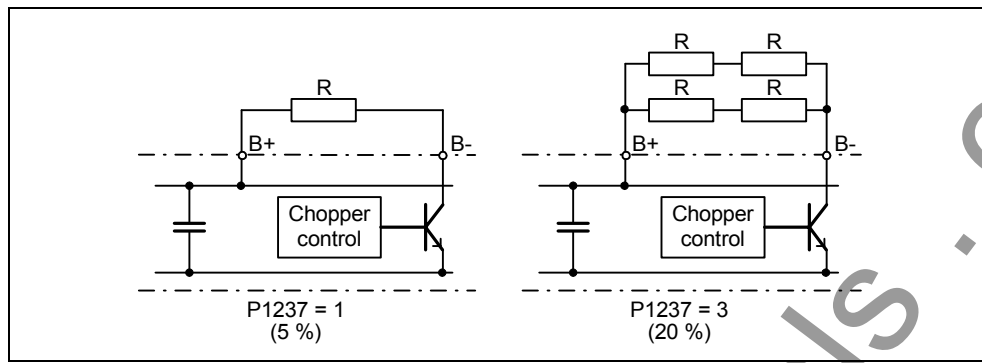 R
B+
B-
Chopper
control
P1237 = 1
(5 %)
R R
R R
B+
B-
Chopper
control
P1237 = 3
(20 %)